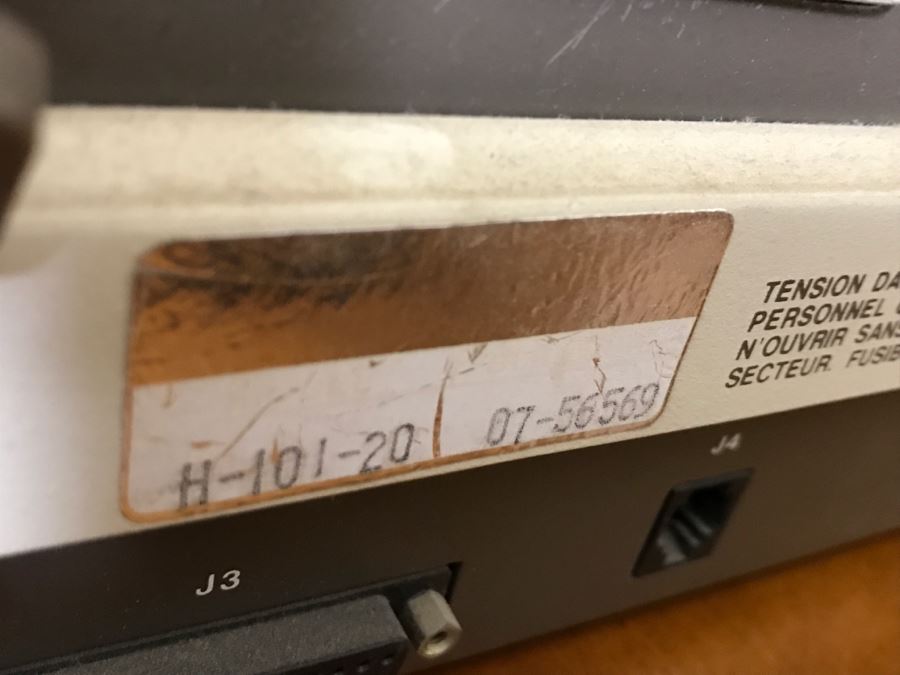 TENSION DA
PERSONNEL
N'OUVRIR SANS
SECTEUR. FUSIB
H-101-20 07-56569
J4
J3